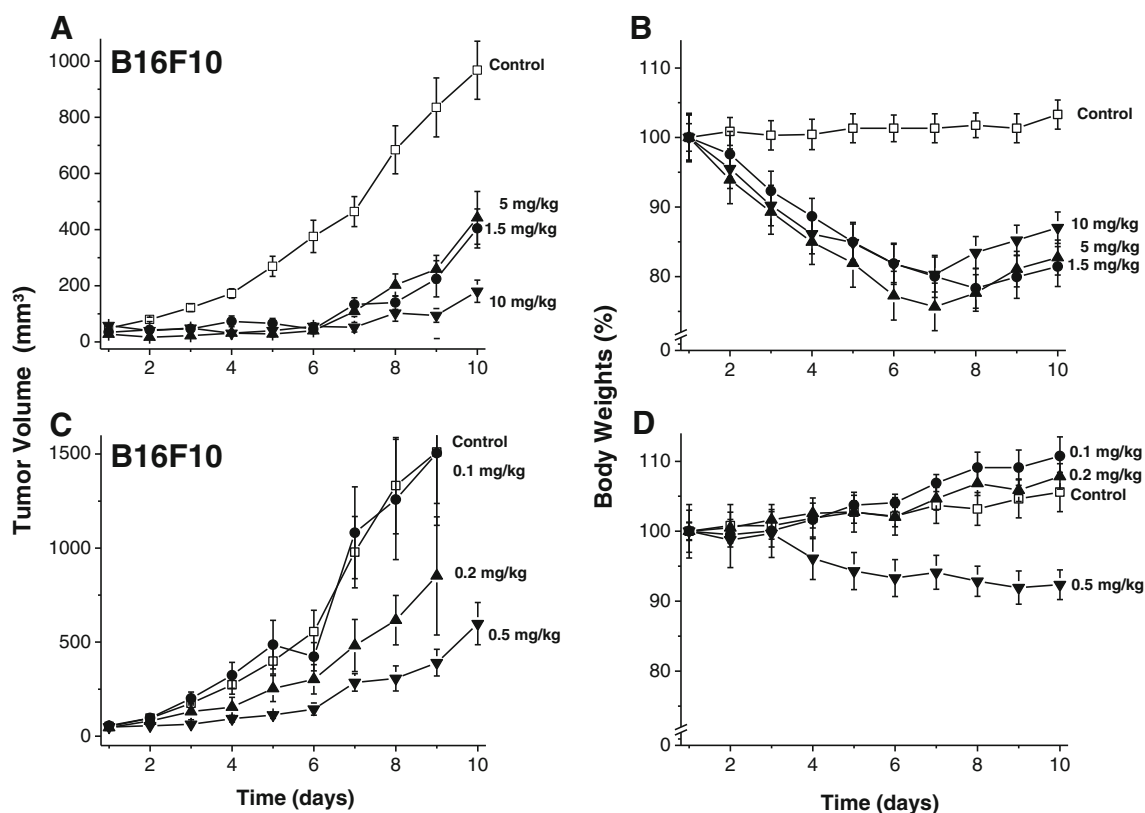 A
B16F10
Tumor Volume (mm³)
1000
800
600
400
200
0
2
4
6
8
10
Control
5 mg/kg
1.5 mg/kg
10 mg/kg
B
Body Weights (%)
110
100
90
80
0
2
4
6
8
10
Control
10 mg/kg
5 mg/kg
1.5 mg/kg
C
B16F10
1500
1000
500
0
2
4
6
8
10
Time (days)
Control
0.1 mg/kg
0.2 mg/kg
0.5 mg/kg
D
110
100
90
80
0
2
4
6
8
10
Time (days)
0.1 mg/kg
0.2 mg/kg
Control
0.5 mg/kg